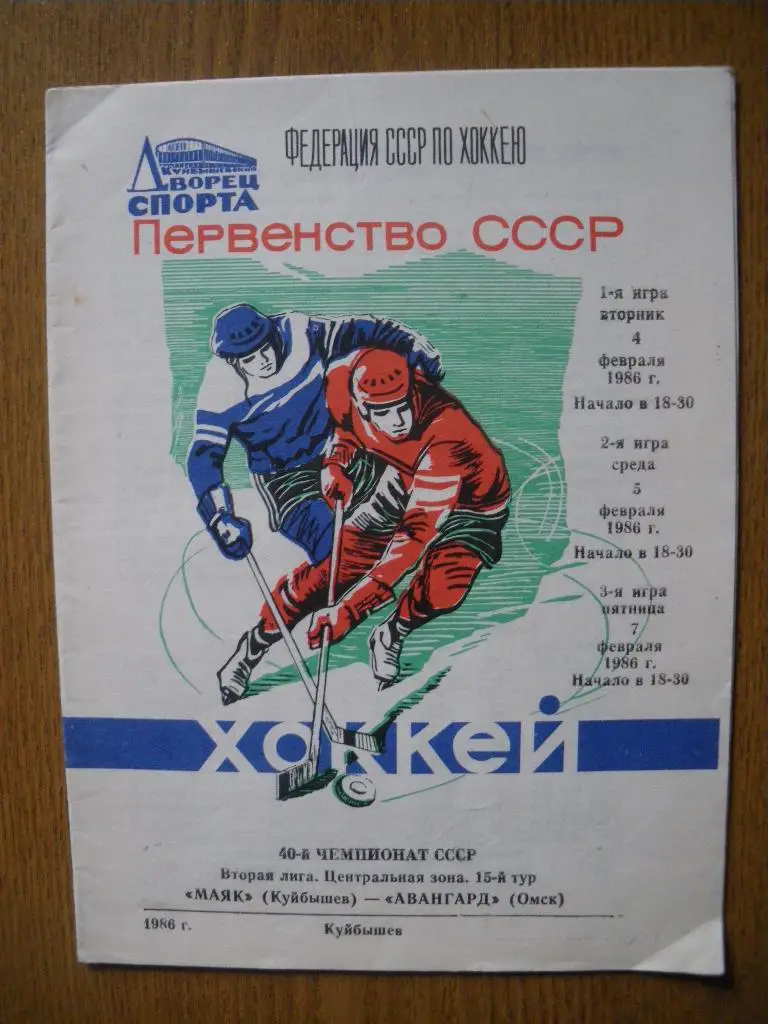 КУЙБЫШЕВСКИЙ
ДВОРЕЦ
СПОРТА
ФЕДЕРАЦИЯ СССР ПО ХОККЕЮ
ПЕРВЕНСТВО СССР
1-я игра
вторник
4
февраля
1986 г.
Начало в 18-30
2-я игра
среда
5
февраля
1986 г.
Начало в 18-30
3-я игра
пятница
7
февраля
1986 г.
Начало в 18-30
хоккей
40-й ЧЕМПИОНАТ СССР
Вторая лига. Центральная зона. 15-й тур
«МАЯК» (Куйбышев) — «АВАНГАРД» (Омск)
1986 г. Куйбышев